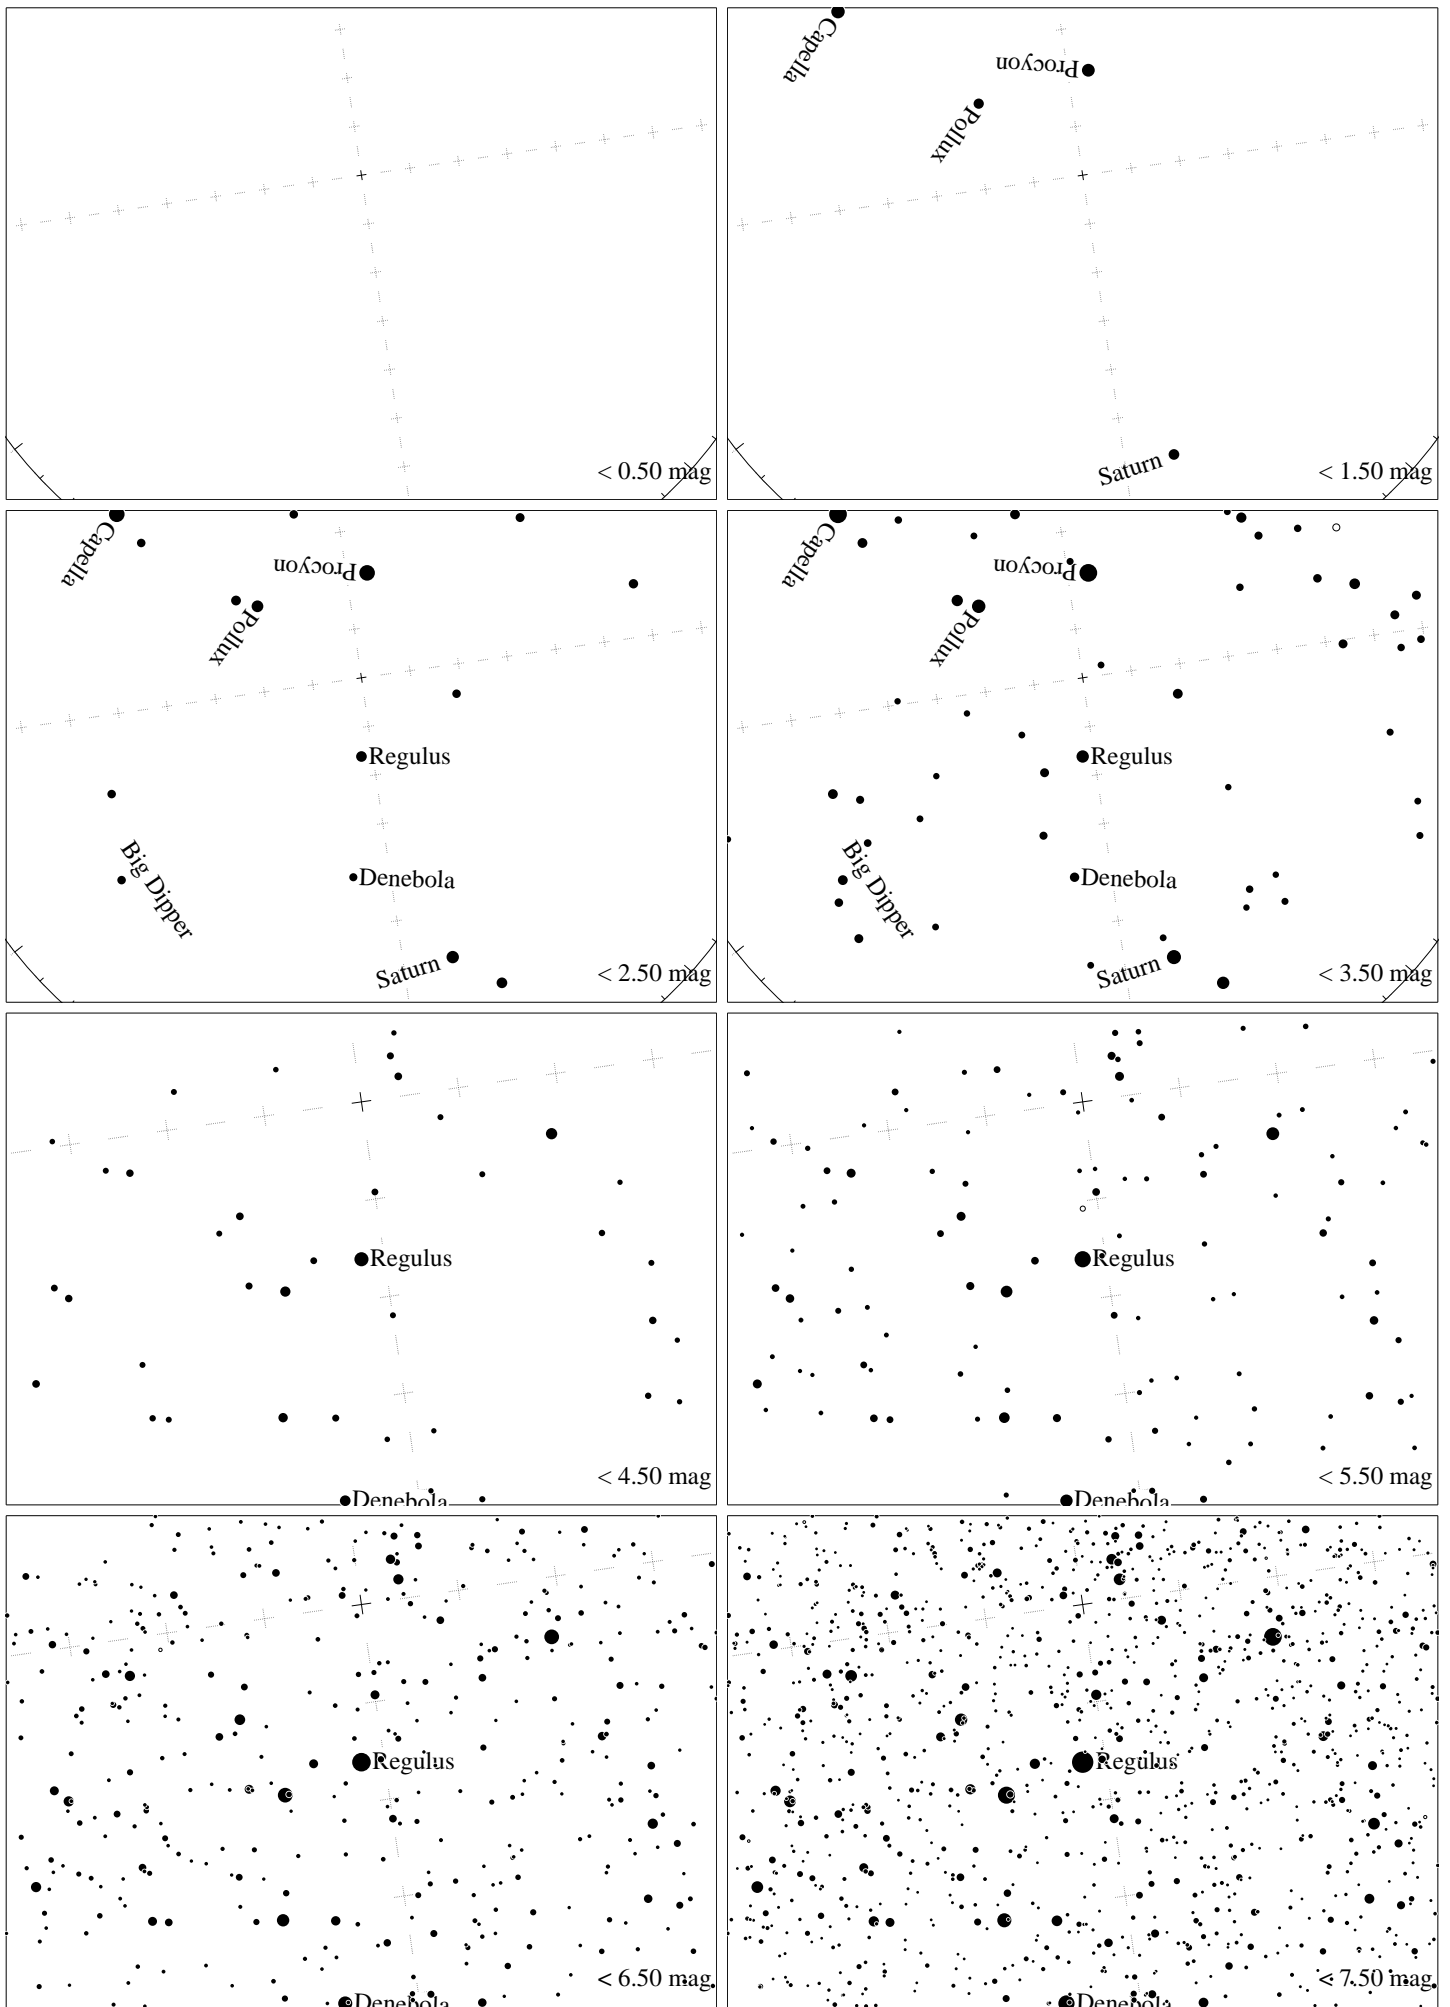 < 0.50 mag
Capella
Procyon
Pollux
Saturn
< 1.50 mag
Capella
Procyon
Pollux
Regulus
Big Dipper
Denebola
Saturn
< 2.50 mag
Capella
Procyon
Pollux
Regulus
Big Dipper
Denebola
Saturn
< 3.50 mag
Regulus
Denebola
< 4.50 mag
Regulus
Denebola
< 5.50 mag
Regulus
Denebola
< 6.50 mag
Regulus
Denebola
< 7.50 mag